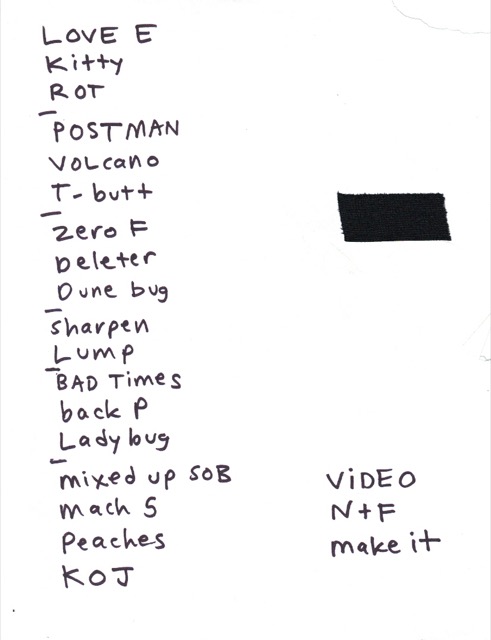 LOVE E
Kitty
ROT
POSTMAN
VOLcano
T-butt
Zero F
Deleter
Dune bug
sharpen
Lump
BAD Times
back P
Lady bug
mixed up SOB
mach 5
Peaches
KOJ
ViDEO
N+F
make it